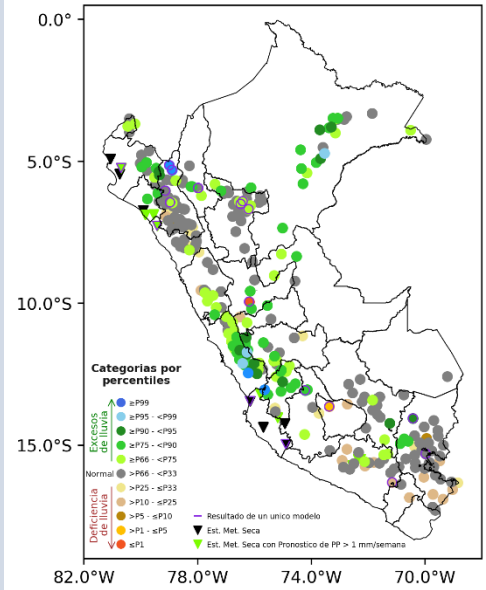 0.0°
5.0°S
10.0°S
15.0°S
Categorias por
percentiles
Excesos
de lluvia
Normal
Deficiencia
de lluvia
≥P99
≥P95 - <P99
≥P90 - <P95
≥P75 - <P90
≥P66 - <P75
>P66 - <P33
>P25 - ≤P33
>P10 - ≤P25
>P5 - ≤P10
>P1 - ≤P5
≤P1
Resultado de un unico modelo
Est. Met. Seca
Est. Met. Seca con Pronostico de PP > 1 mm/semana
82.0°W 78.0°W 74.0°W 70.0°W